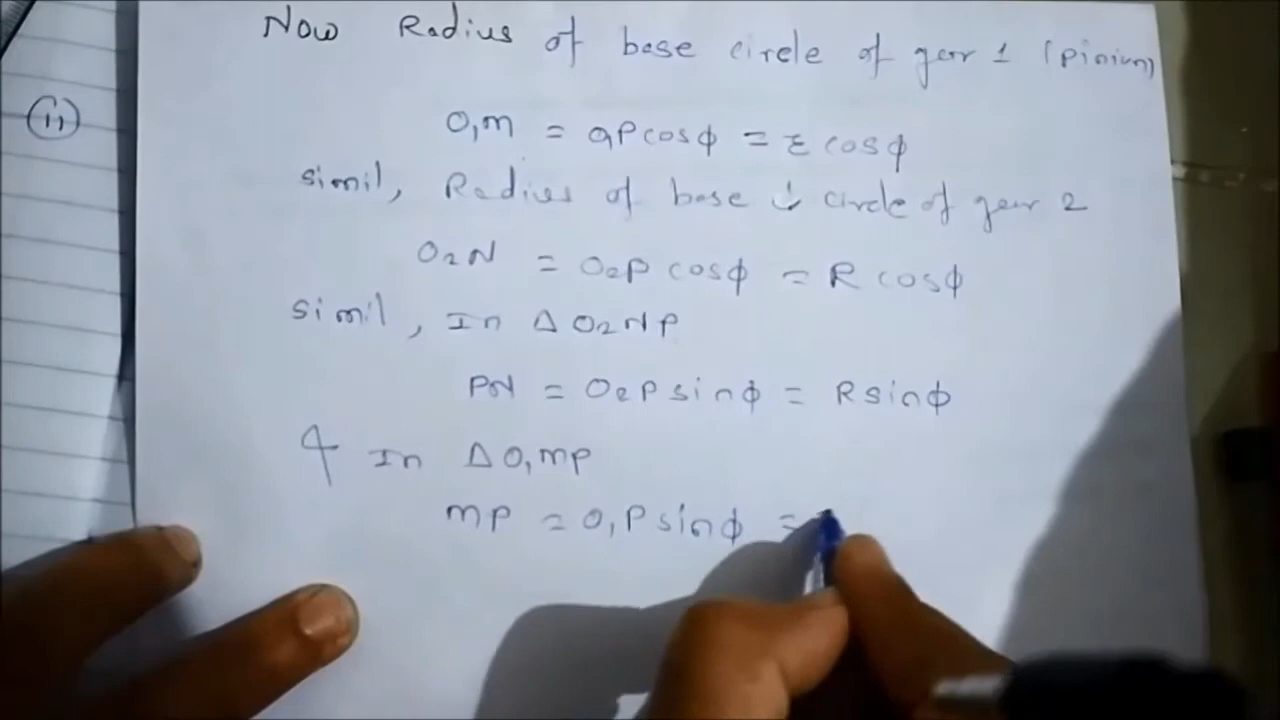 Now Radius of base circle of gear 1 (pinion)
(ii)
O₁M = O₁P cosϕ = r cosϕ
simil, Radius of base circle of gear 2
O₂N = O₂P cosϕ = R cosϕ
simil, In Δ O₂NP
PN = O₂P sinϕ = R sinϕ
& In Δ O₁MP
MP = O₁P sinϕ =